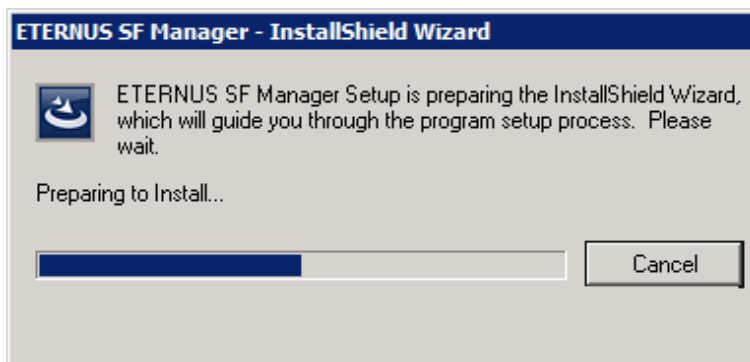 ETERNUS SF Manager - InstallShield Wizard
ETERNUS SF Manager Setup is preparing the InstallShield Wizard,
which will guide you through the program setup process.  Please
wait.
Preparing to Install...
Cancel